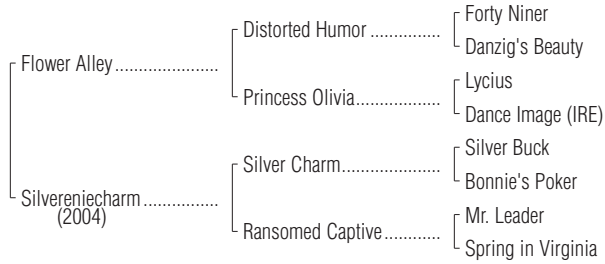 Forty Niner
Distorted Humor ...............
Danzig's Beauty
Flower Alley......................
Lycius
Princess Olivia..................
Dance Image (IRE)
Silver Buck
Silver Charm.....................
Bonnie's Poker
Silvereniecharm ................
(2004)
Mr. Leader
Ransomed Captive............
Spring in Virginia